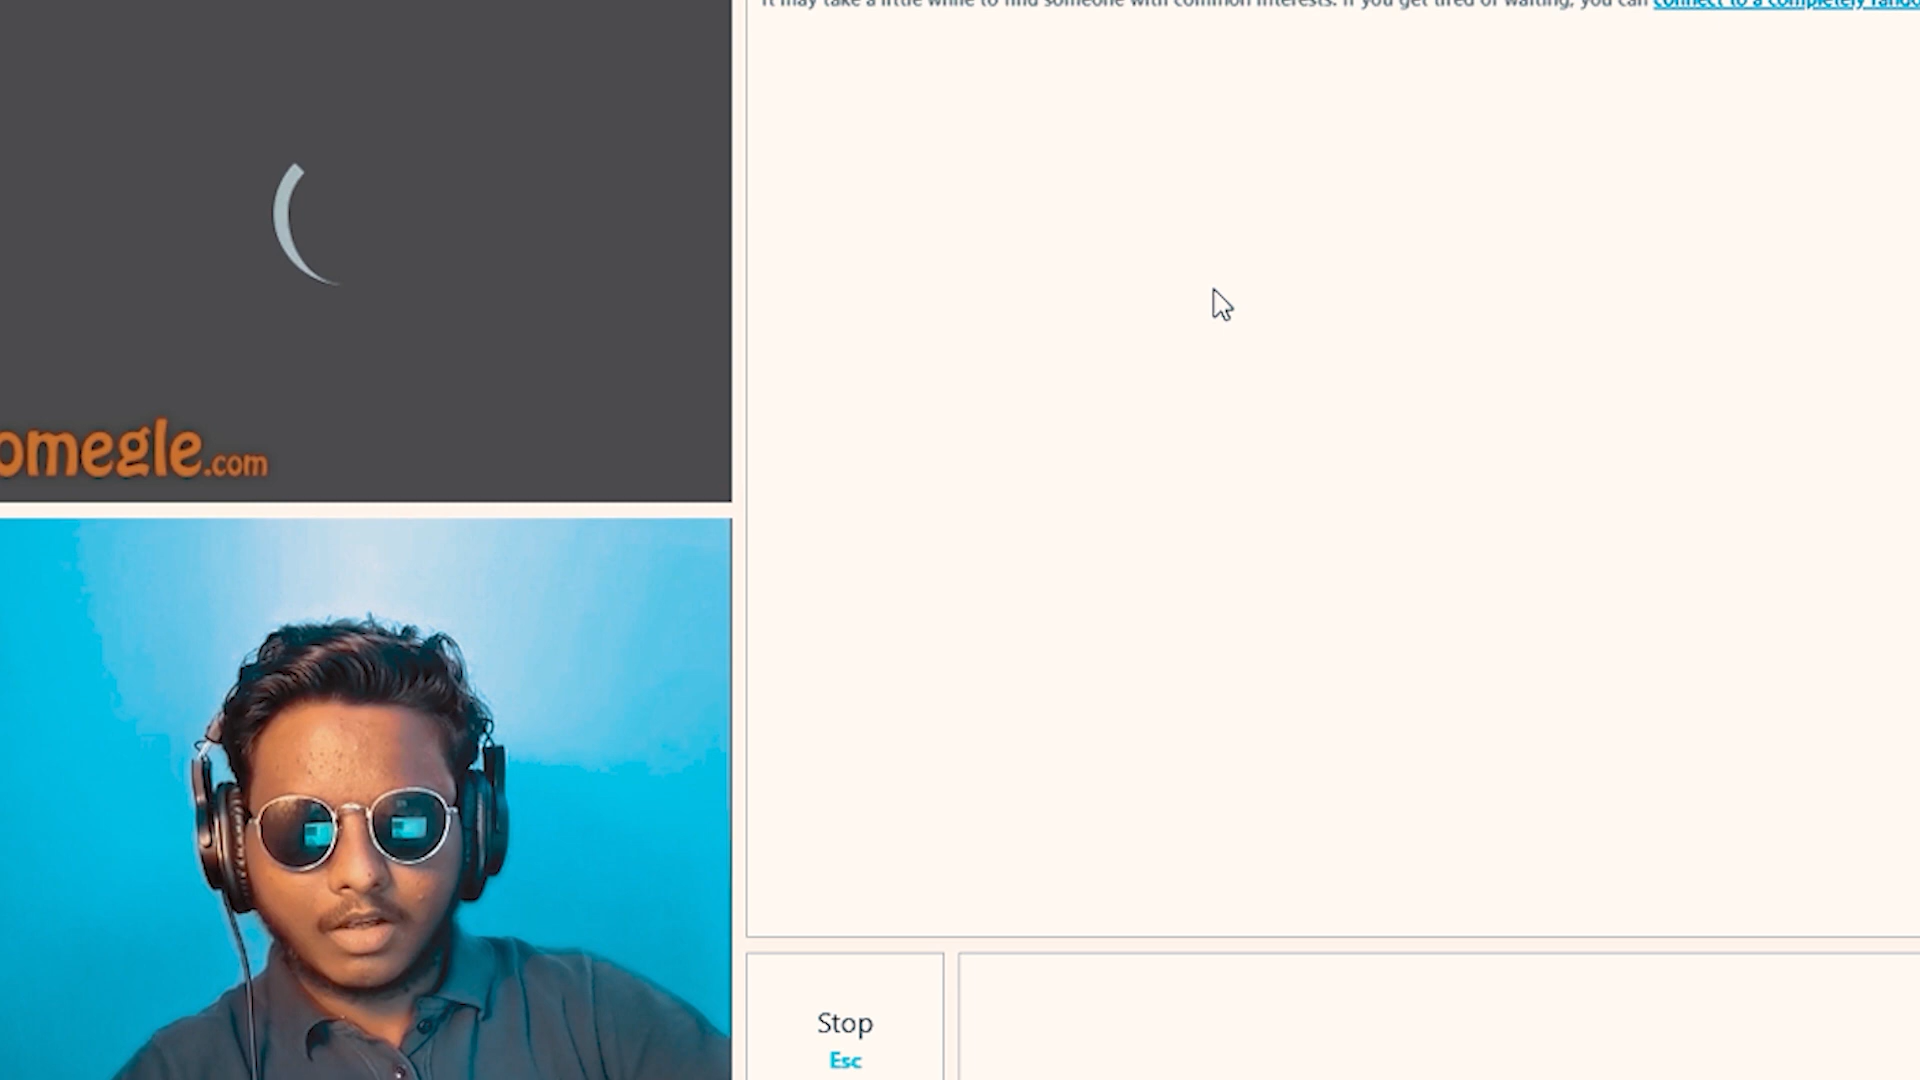 It may take a little while to find someone with common interests. If you get tired of waiting, you can connect to a completely
omegle.com
Stop
Esc